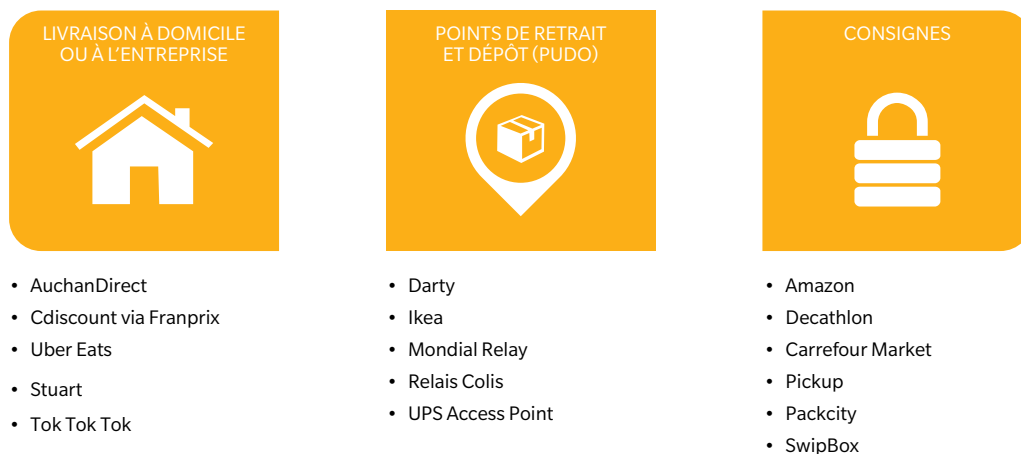 LIVRAISON À DOMICILE
OU À L'ENTREPRISE
• AuchanDirect
• Cdiscount via Franprix
• Uber Eats
• Stuart
• Tok Tok Tok
POINTS DE RETRAIT
ET DÉPÔT (PUDO)
• Darty
• Ikea
• Mondial Relay
• Relais Colis
• UPS Access Point
CONSIGNES
• Amazon
• Decathlon
• Carrefour Market
• Pickup
• Packcity
• SwipBox